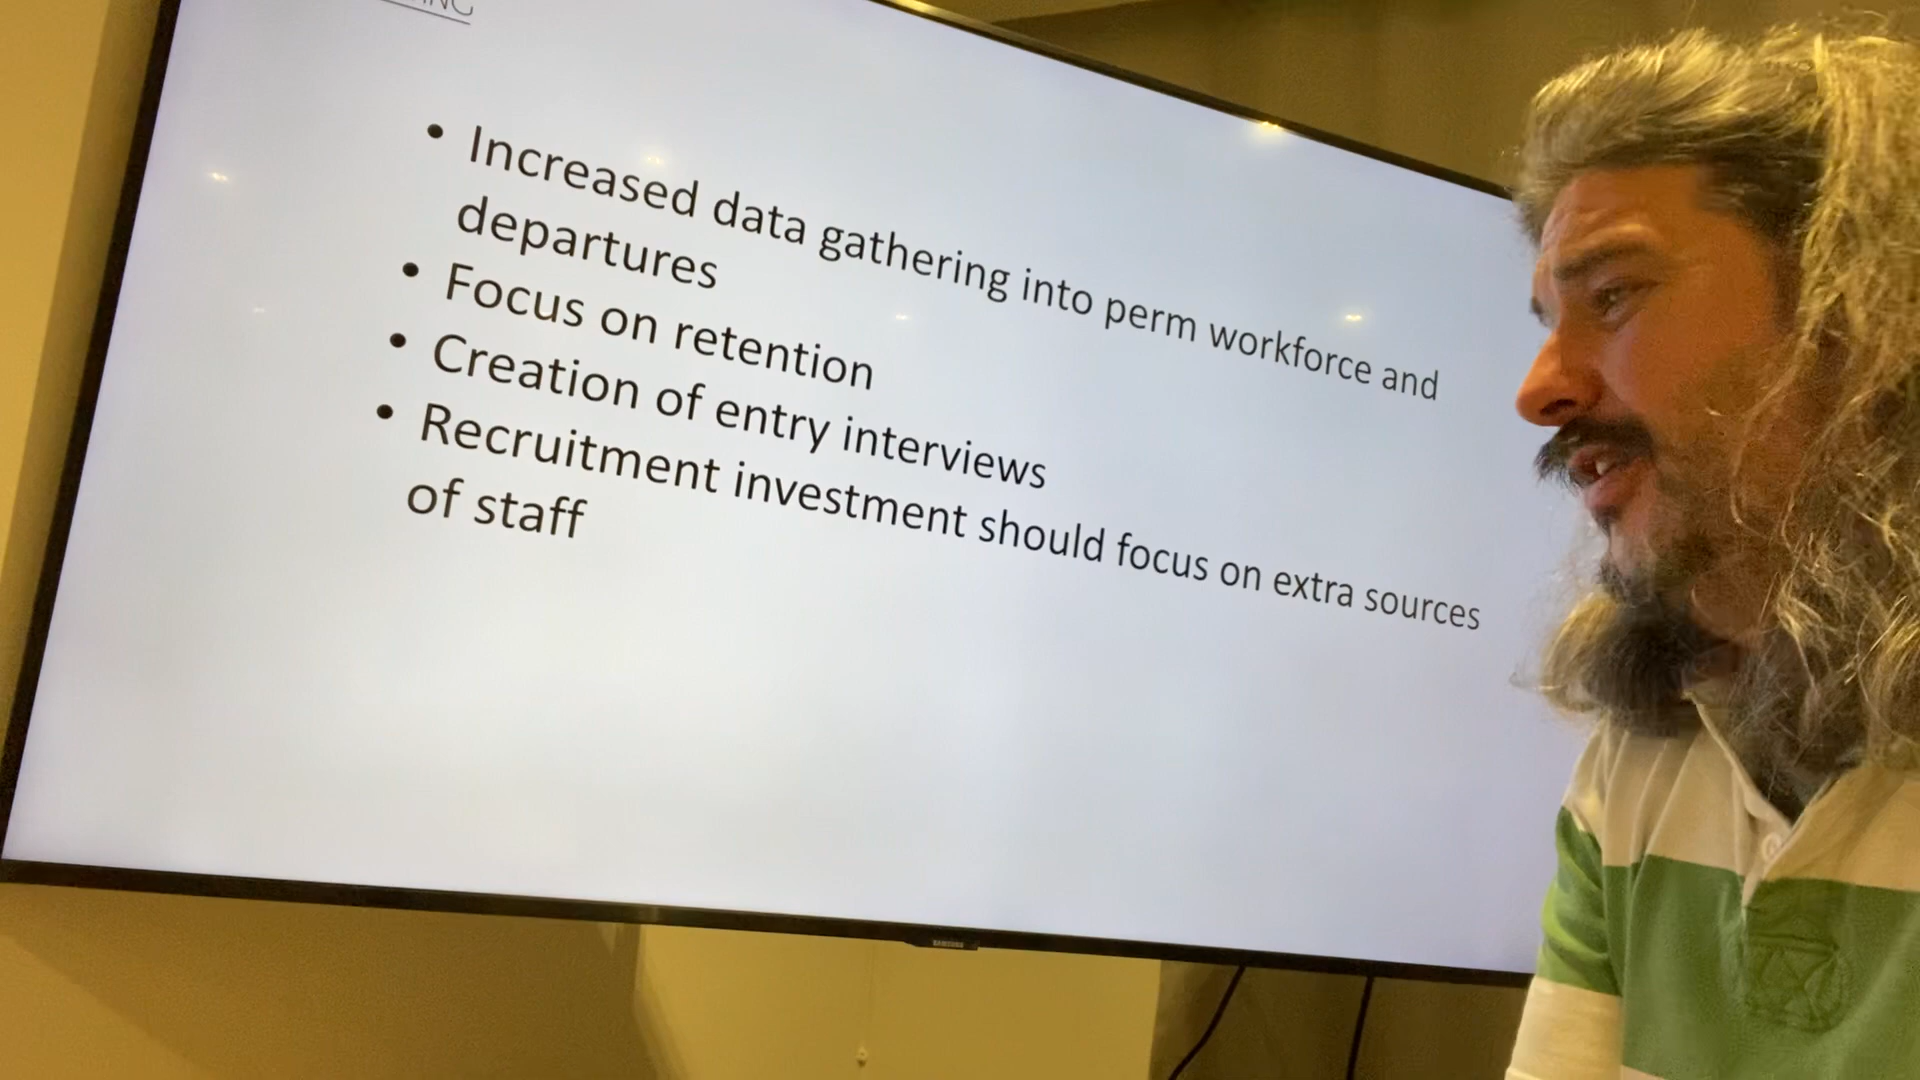 • Increased data gathering into perm workforce and
departures
• Focus on retention
• Creation of entry interviews
• Recruitment investment should focus on extra sources
of staff
SAMSUNG